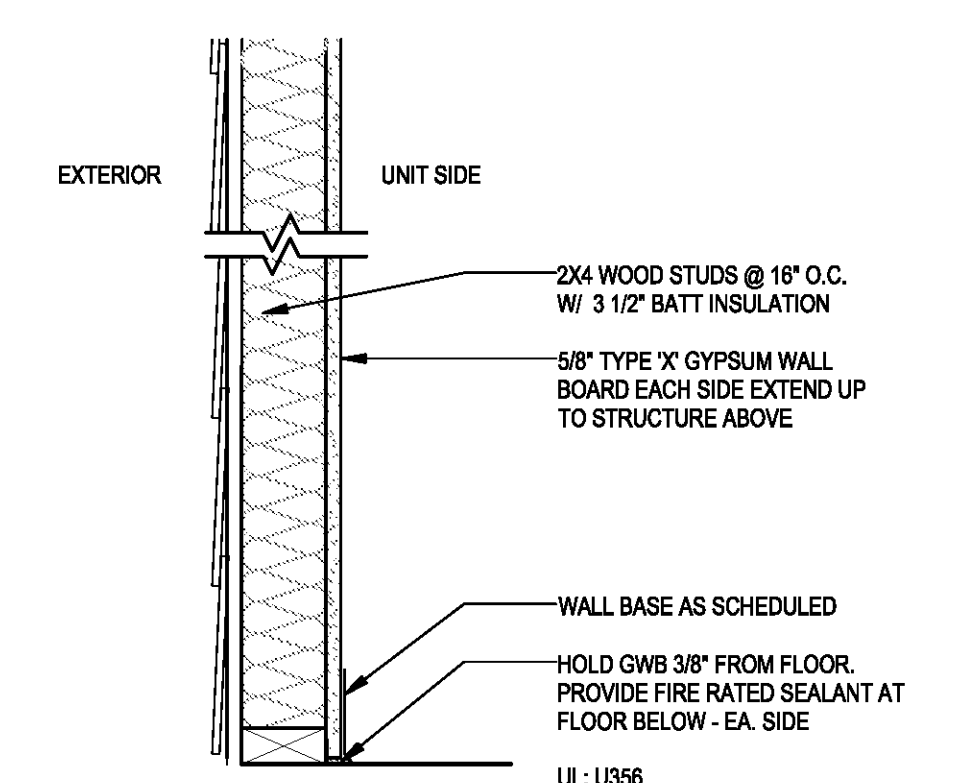 EXTERIOR
UNIT SIDE
2X4 WOOD STUDS @ 16" O.C.
W/ 3 1/2" BATT INSULATION
5/8" TYPE 'X' GYPSUM WALL
BOARD EACH SIDE EXTEND UP
TO STRUCTURE ABOVE
WALL BASE AS SCHEDULED
HOLD GWB 3/8" FROM FLOOR.
PROVIDE FIRE RATED SEALANT AT
FLOOR BELOW - EA. SIDE
UL: U356